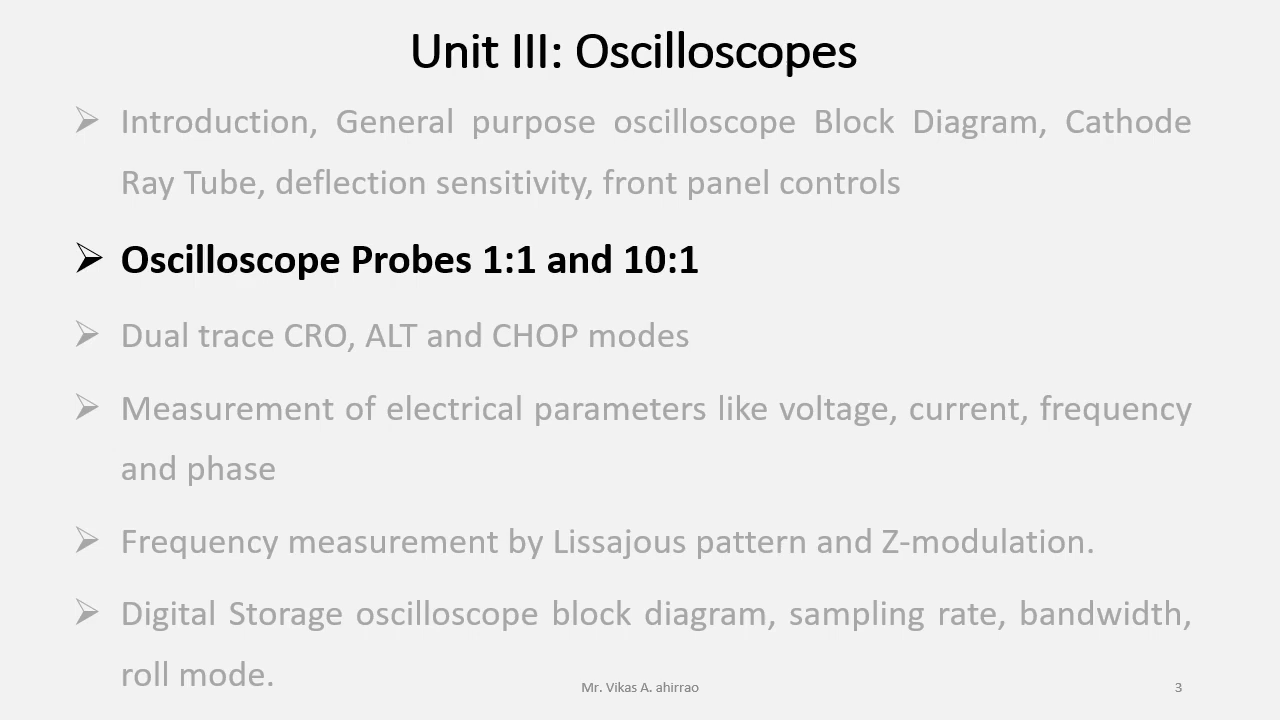 Unit III: Oscilloscopes
➢ Introduction, General purpose oscilloscope Block Diagram, Cathode
Ray Tube, deflection sensitivity, front panel controls
➢ Oscilloscope Probes 1:1 and 10:1
➢ Dual trace CRO, ALT and CHOP modes
➢ Measurement of electrical parameters like voltage, current, frequency
and phase
➢ Frequency measurement by Lissajous pattern and Z-modulation.
➢ Digital Storage oscilloscope block diagram, sampling rate, bandwidth,
roll mode.
Mr. Vikas A. ahirrao
3